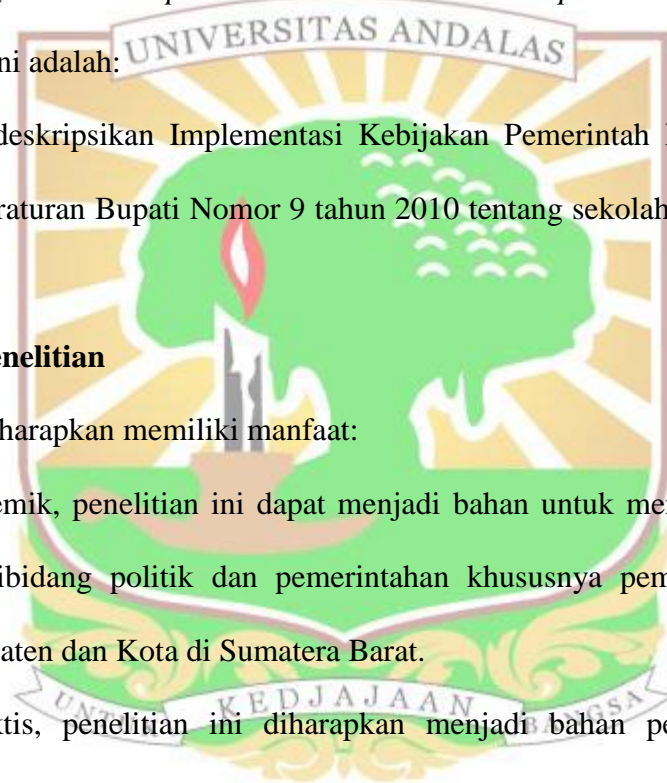 UNIVERSITAS ANDALAS
ni adalah:
deskripsikan Implementasi Kebijakan Pemerintah
raturan Bupati Nomor 9 tahun 2010 tentang sekolah
enelitian
harapkan memiliki manfaat:
emik, penelitian ini dapat menjadi bahan untuk me
ibidang politik dan pemerintahan khususnya pem
aten dan Kota di Sumatera Barat.
UNTUK KEDJAJAAN BANGSA
ktis, penelitian ini diharapkan menjadi bahan pe